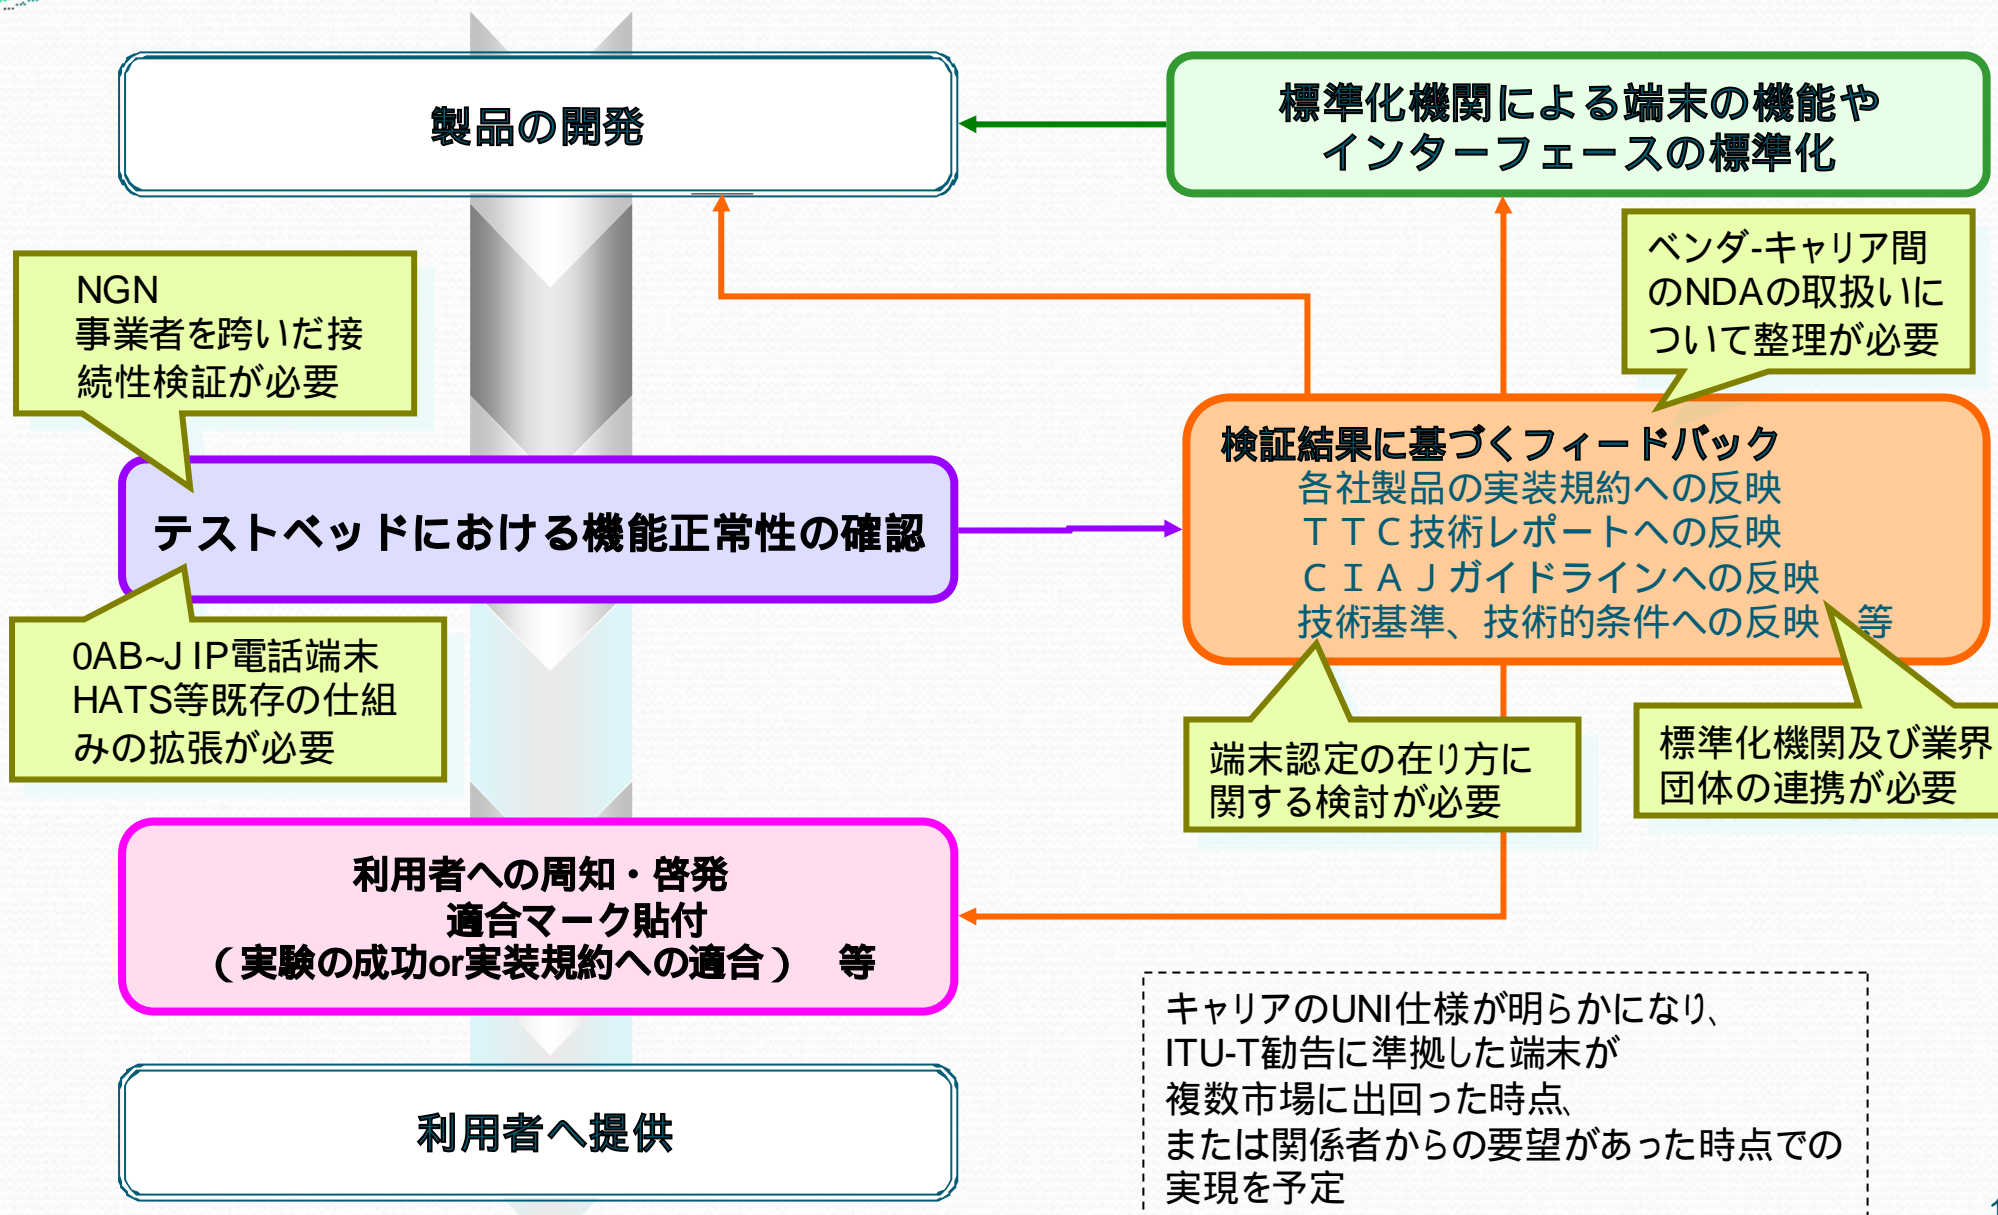 製品の開発
標準化機関による端末の機能や
インターフェースの標準化
ベンダ-キャリア間
のNDAの取扱いに
ついて整理が必要
NGN
事業者を跨いだ接
続性検証が必要
検証結果に基づくフィードバック
各社製品の実装規約への反映
ＴＴＣ技術レポートへの反映
ＣＩＡＪガイドラインへの反映
技術基準、技術的条件への反映　等
テストベッドにおける機能正常性の確認
0AB~J IP電話端末
HATS等既存の仕組
みの拡張が必要
端末認定の在り方に
関する検討が必要
標準化機関及び業界
団体の連携が必要
利用者への周知・啓発
適合マーク貼付
（実験の成功or実装規約への適合）　等
キャリアのUNI仕様が明らかになり、
ITU-T勧告に準拠した端末が
複数市場に出回った時点、
または関係者からの要望があった時点での
実現を予定
利用者へ提供